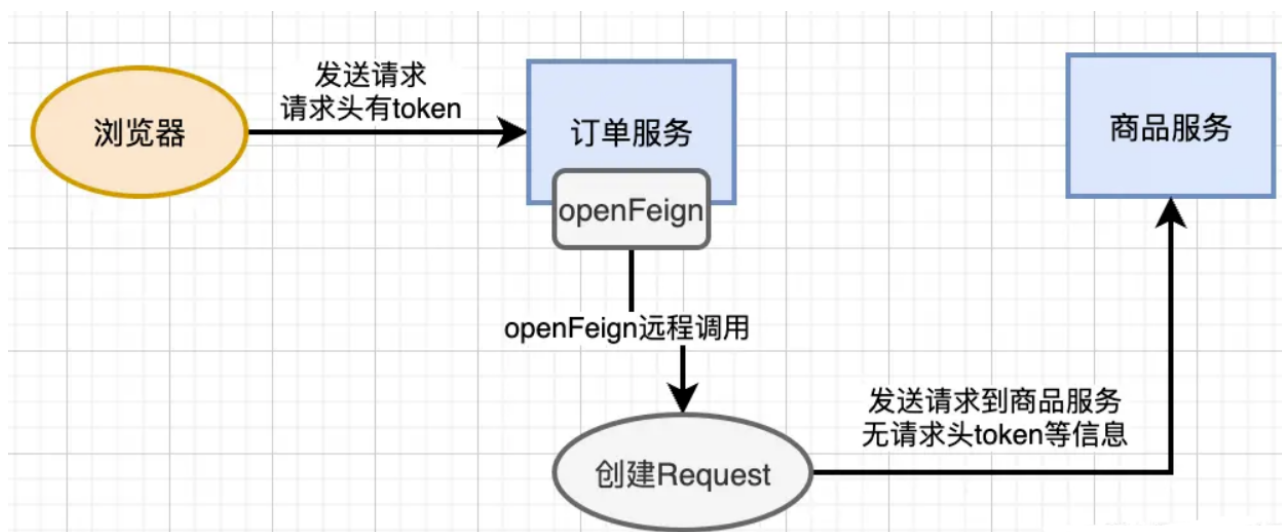 发送请求
请求头有token
浏览器
订单服务
商品服务
openFeign
openFeign远程调用
发送请求到商品服务
无请求头token等信息
创建Request